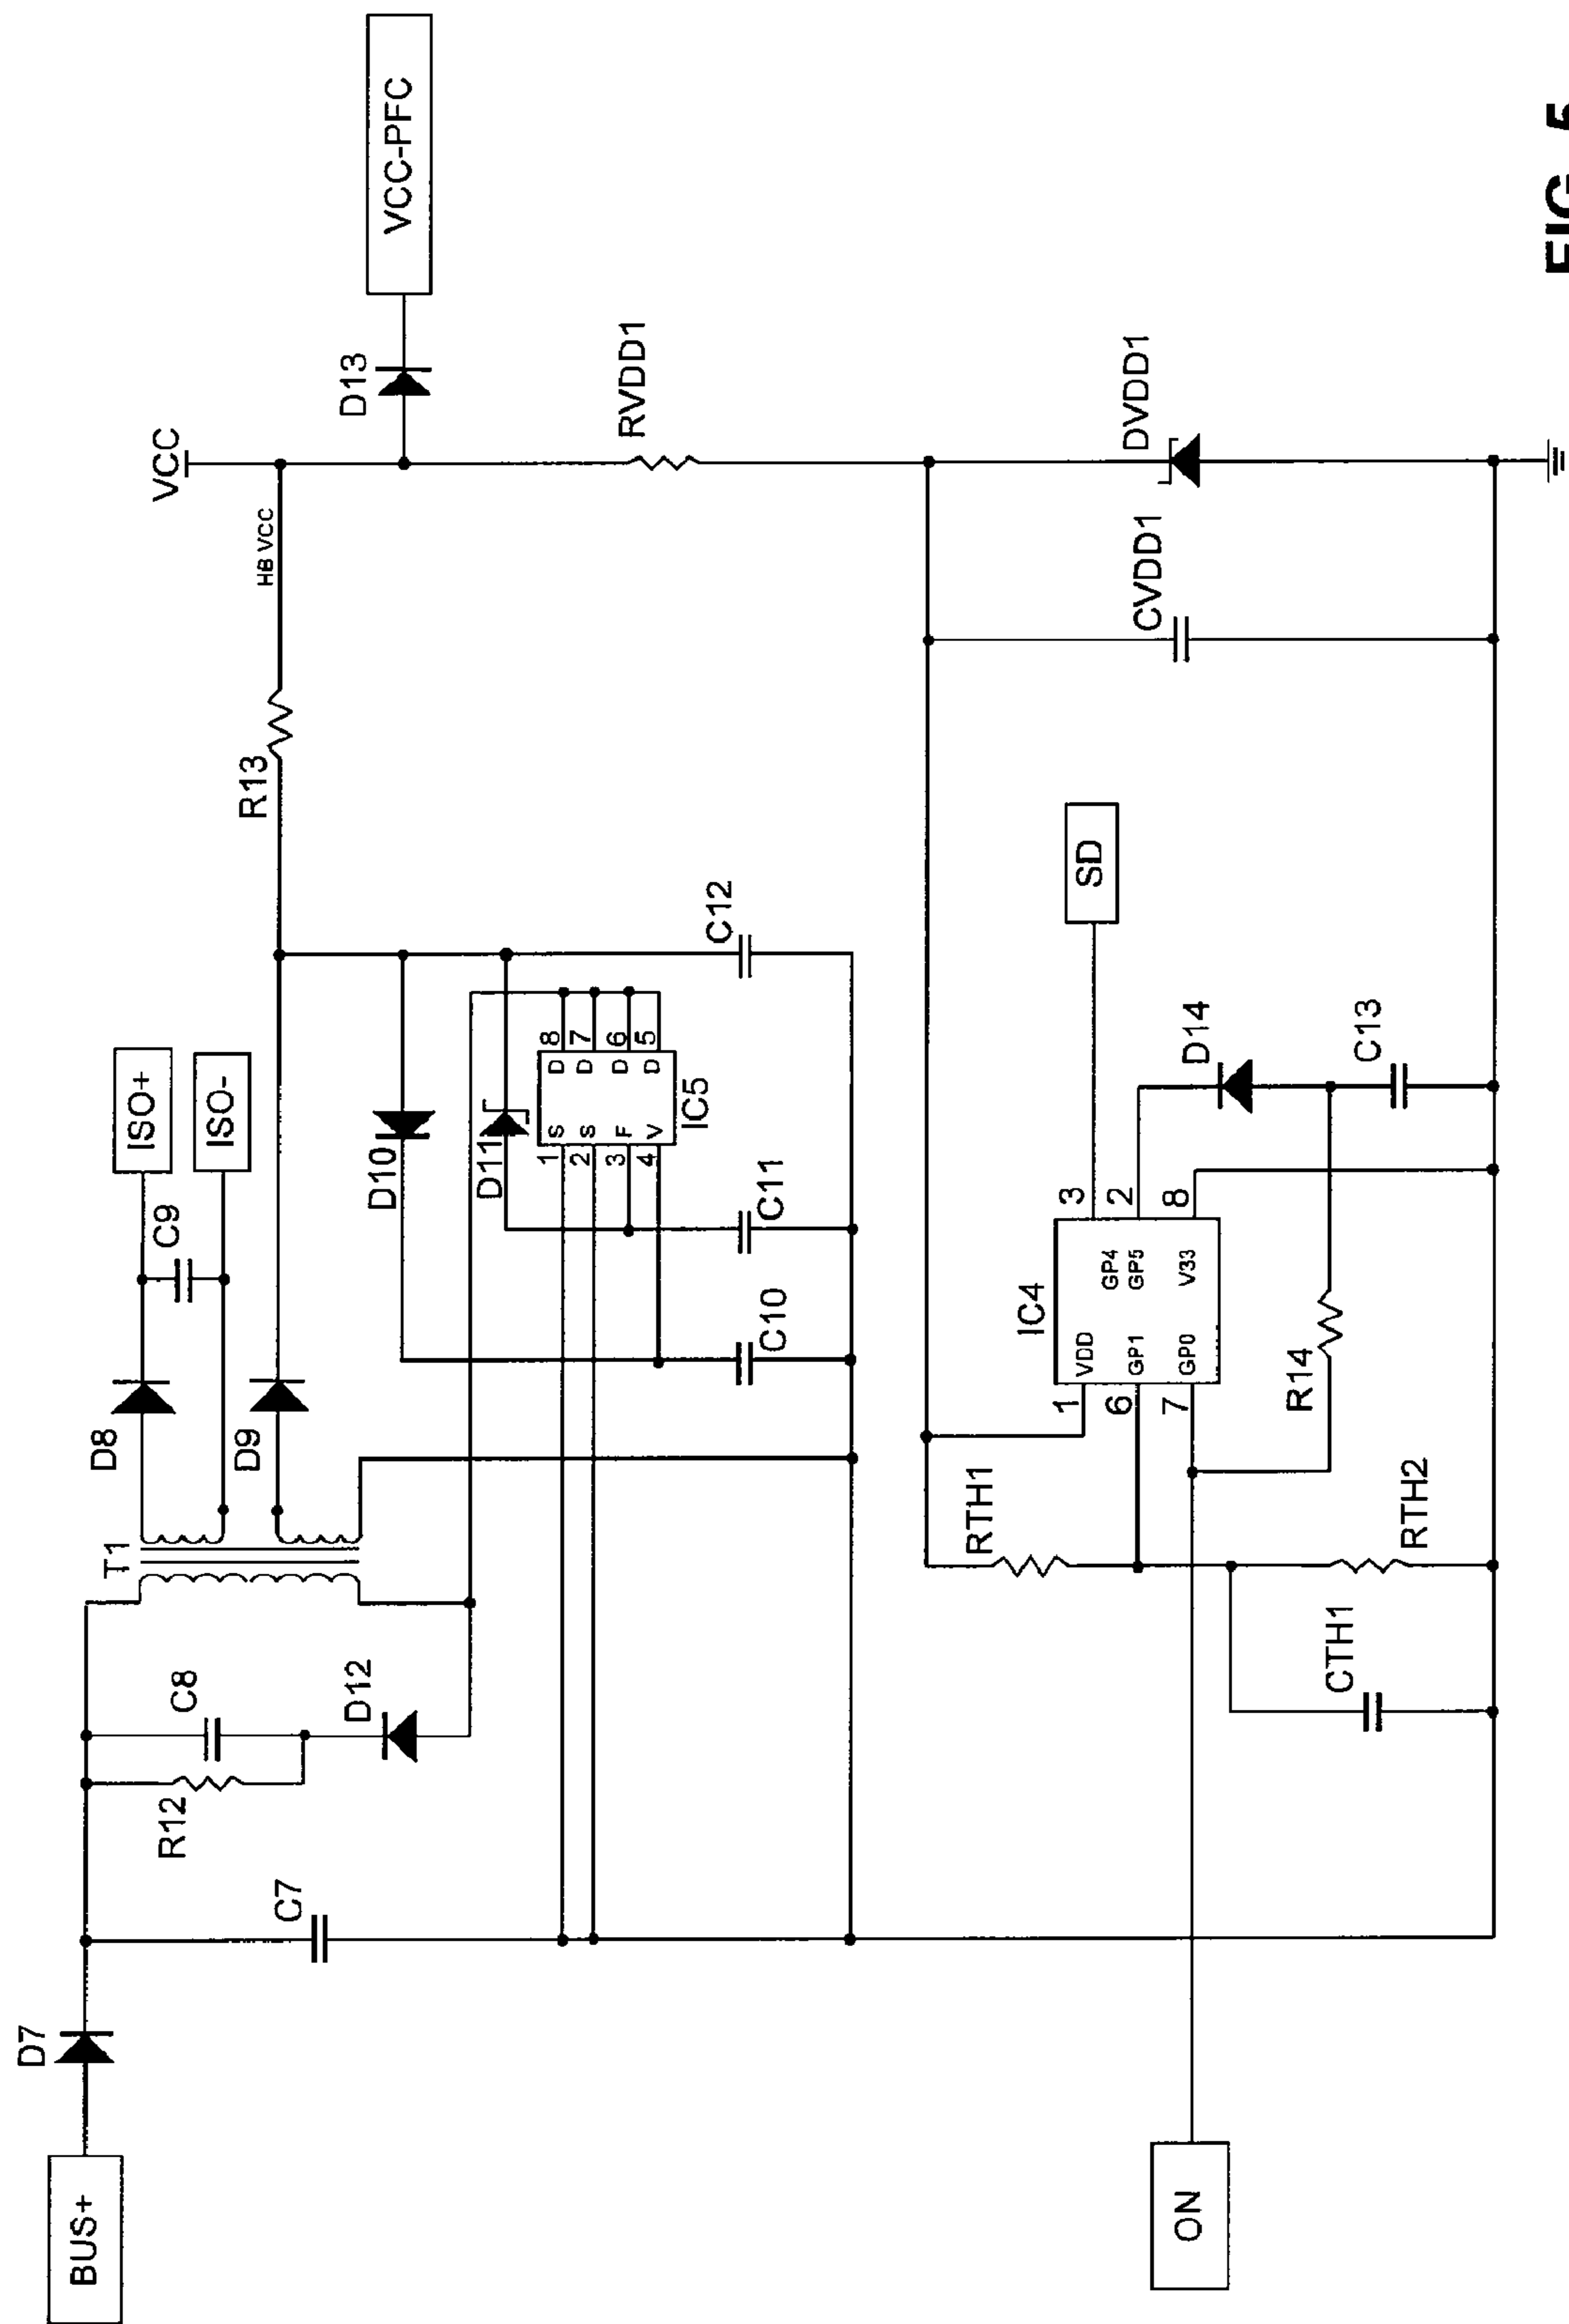 BUS+
D7
C7
R12
C8
D12
T1
D8
D9
C9
ISO+
ISO-
D10
D11
1 S
2 S
3 F
4 V
D 8
D 7
D 6
D 5
IC5
C10
C11
C12
R13
HB VCC
VCC
D13
VCC-PFC
RVDD1
DVDD1
CVDD1
ON
CTH1
RTH1
RTH2
IC4
1 VDD
6 GP1
7 GP0
GP4 3
GP5 2
V33 8
SD
R14
D14
C13
FIG. 5